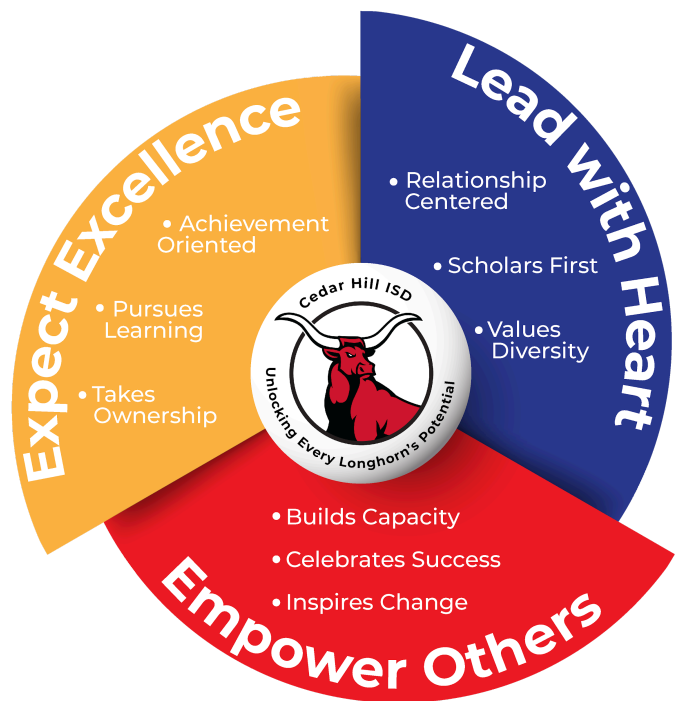 Expect Excellence
• Achievement
Oriented
• Pursues
Learning
• Takes
Ownership
Lead with Heart
• Relationship
Centered
• Scholars First
• Values
Diversity
Cedar Hill ISD
Unlocking Every Longhorn's Potential
• Builds Capacity
• Celebrates Success
• Inspires Change
Empower Others